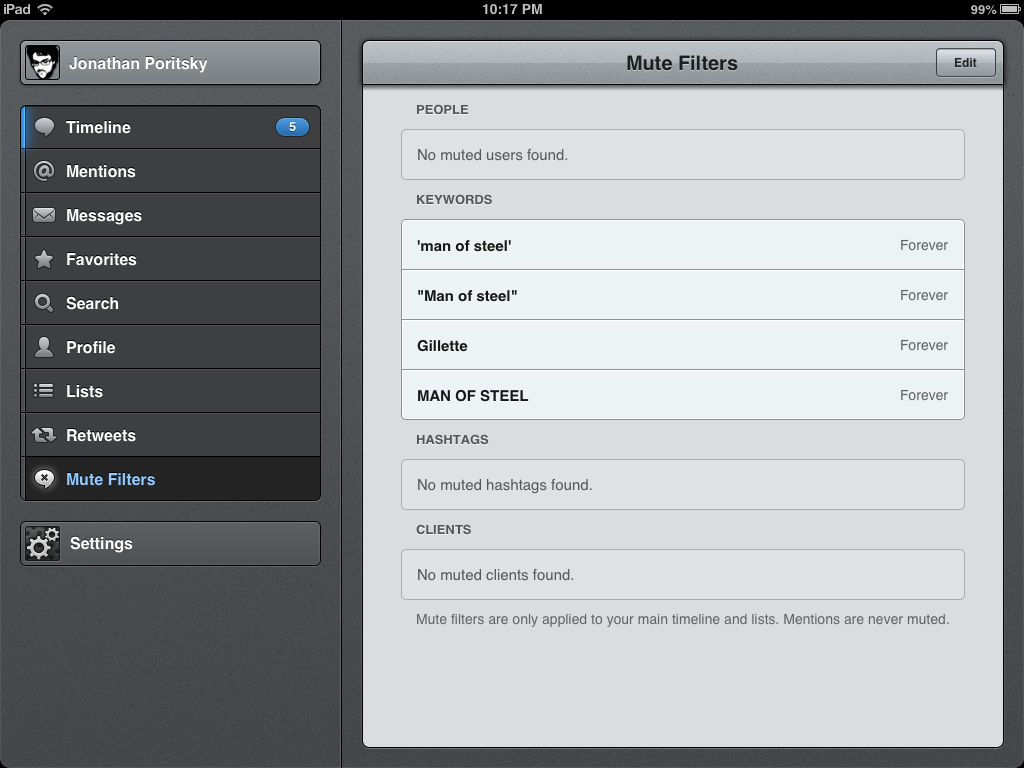 iPad 10:17 PM 99%
Jonathan Poritsky
Timeline 5
Mentions
Messages
Favorites
Search
Profile
Lists
Retweets
Mute Filters
Settings
Mute Filters Edit
PEOPLE
No muted users found.
KEYWORDS
'man of steel' Forever
"Man of steel" Forever
Gillette Forever
MAN OF STEEL Forever
HASHTAGS
No muted hashtags found.
CLIENTS
No muted clients found.
Mute filters are only applied to your main timeline and lists. Mentions are never muted.